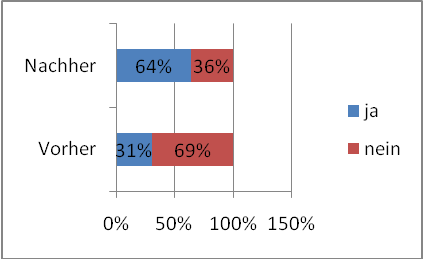 Nachher
64% 36%
ja
Vorher
31% 69%
nein
0% 50% 100% 150%